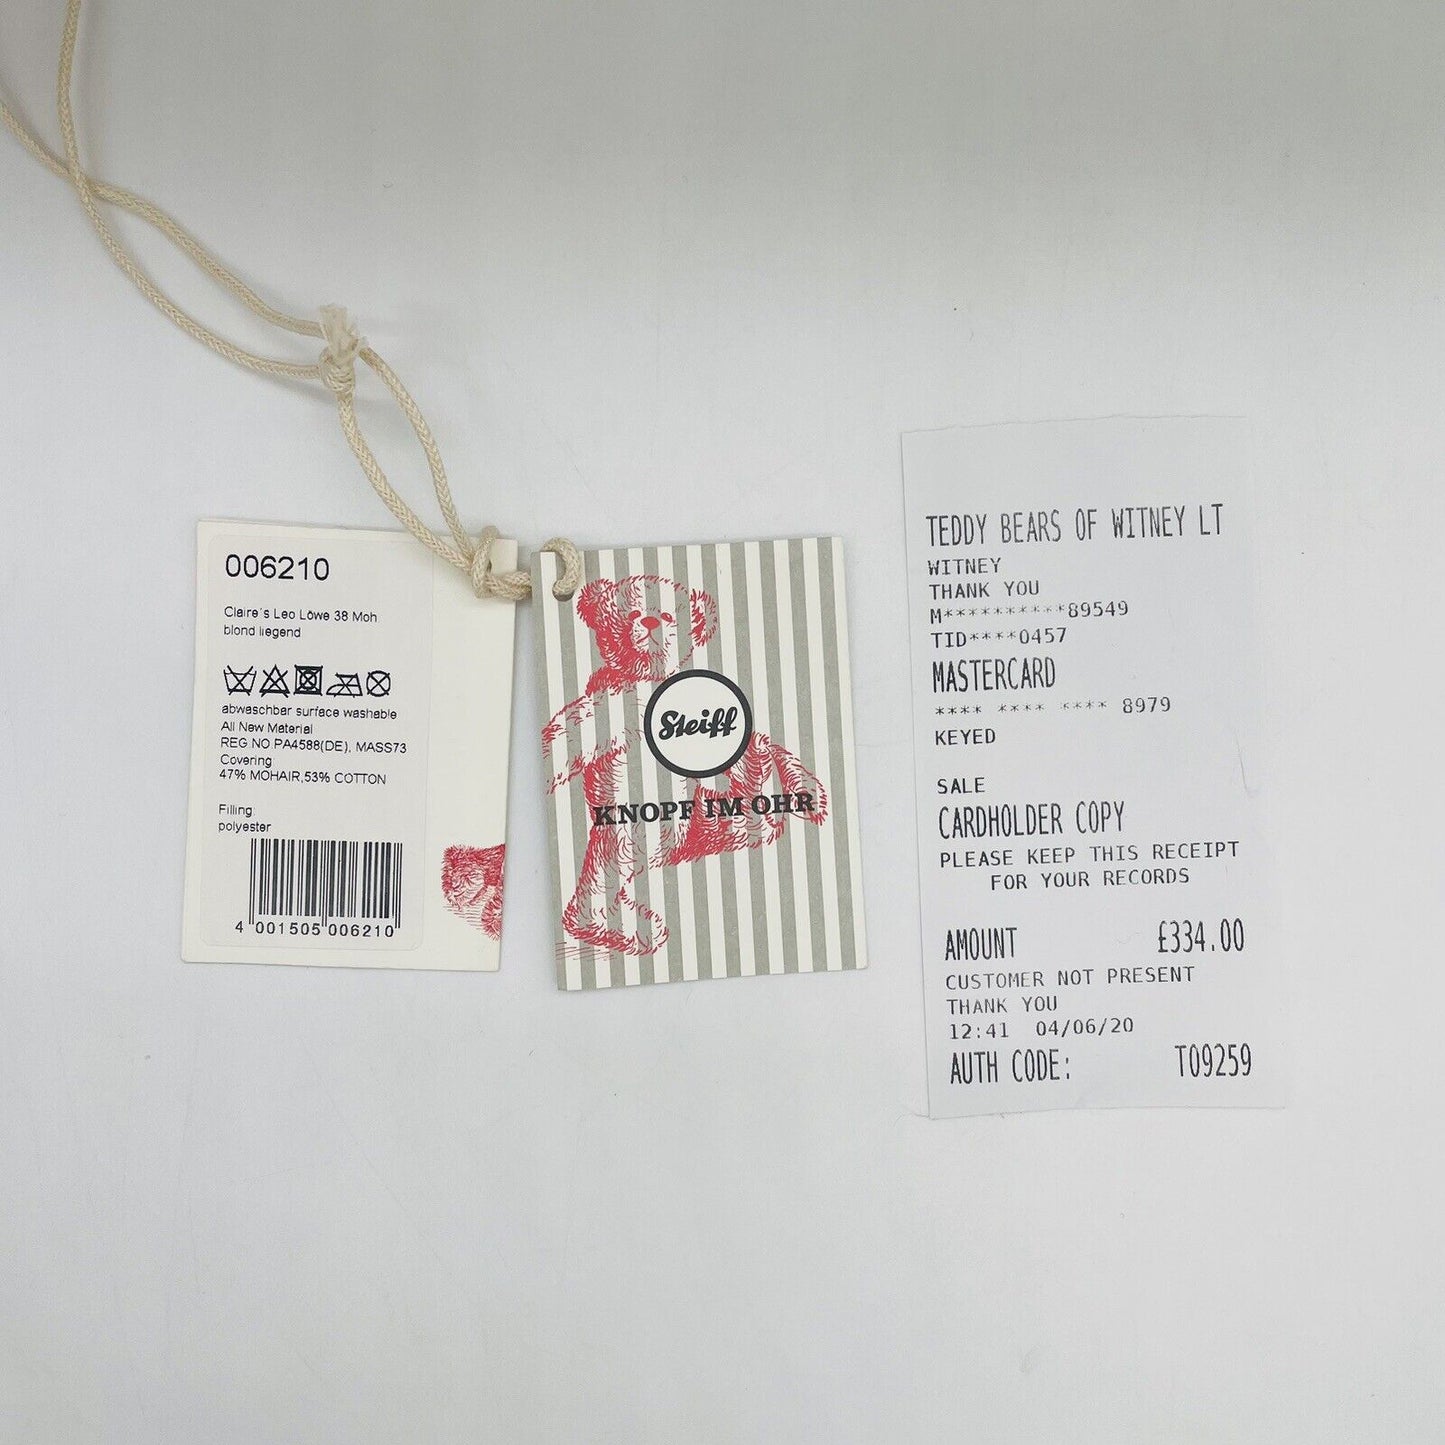 006210
Claire's Leo Löwe 38 Moh
blond liegend
abwaschbar surface washable
All New Material
REG.NO.PA4588(DE), MASS73
Covering
47% MOHAIR,53% COTTON
Filling:
polyester
4 001505 006210
Steiff
KNOPF IM OHR
TEDDY BEARS OF WITNEY LT
WITNEY
THANK YOU
M**********89549
TID****0457
MASTERCARD
**** **** **** 8979
KEYED
SALE
CARDHOLDER COPY
PLEASE KEEP THIS RECEIPT
FOR YOUR RECORDS
AMOUNT £334.00
CUSTOMER NOT PRESENT
THANK YOU
12:41 04/06/20
AUTH CODE: T09259